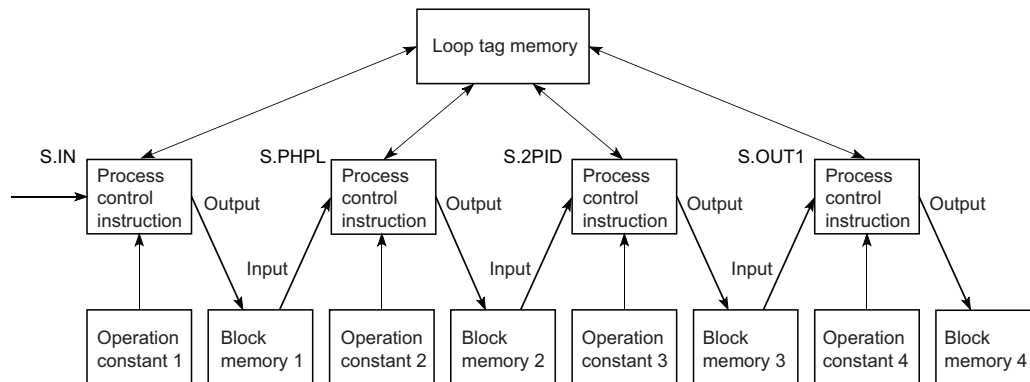 Loop tag memory
S.IN
Process
control
instruction
Output
Input
S.PHPL
Process
control
instruction
Output
Input
S.2PID
Process
control
instruction
Output
Input
S.OUT1
Process
control
instruction
Output
Operation
constant 1
Block
memory 1
Operation
constant 2
Block
memory 2
Operation
constant 3
Block
memory 3
Operation
constant 4
Block
memory 4